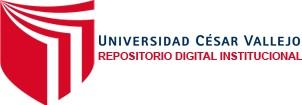 UNIVERSIDAD CÉSAR VALLEJO
REPOSITORIO DIGITAL INSTITUCIONAL